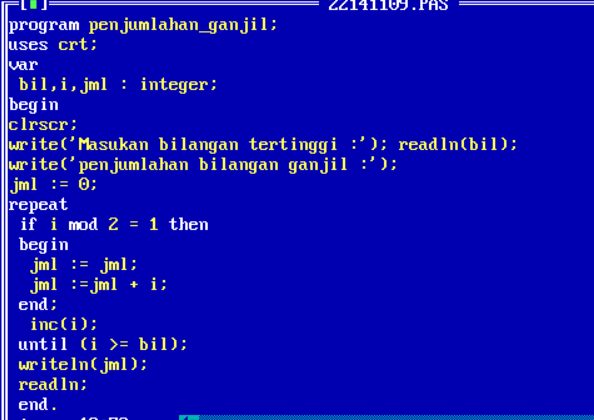 22141109.PAS
program penjumlahan_ganjil;
uses crt;
var
bil,i,jml : integer;
begin
clrscr;
write('Masukan bilangan tertinggi :'); readln(bil);
write('penjumlahan bilangan ganjil :');
jml := 0;
repeat
if i mod 2 = 1 then
begin
jml := jml;
jml :=jml + i;
end;
inc(i);
until (i >= bil);
writeln(jml);
readln;
end.